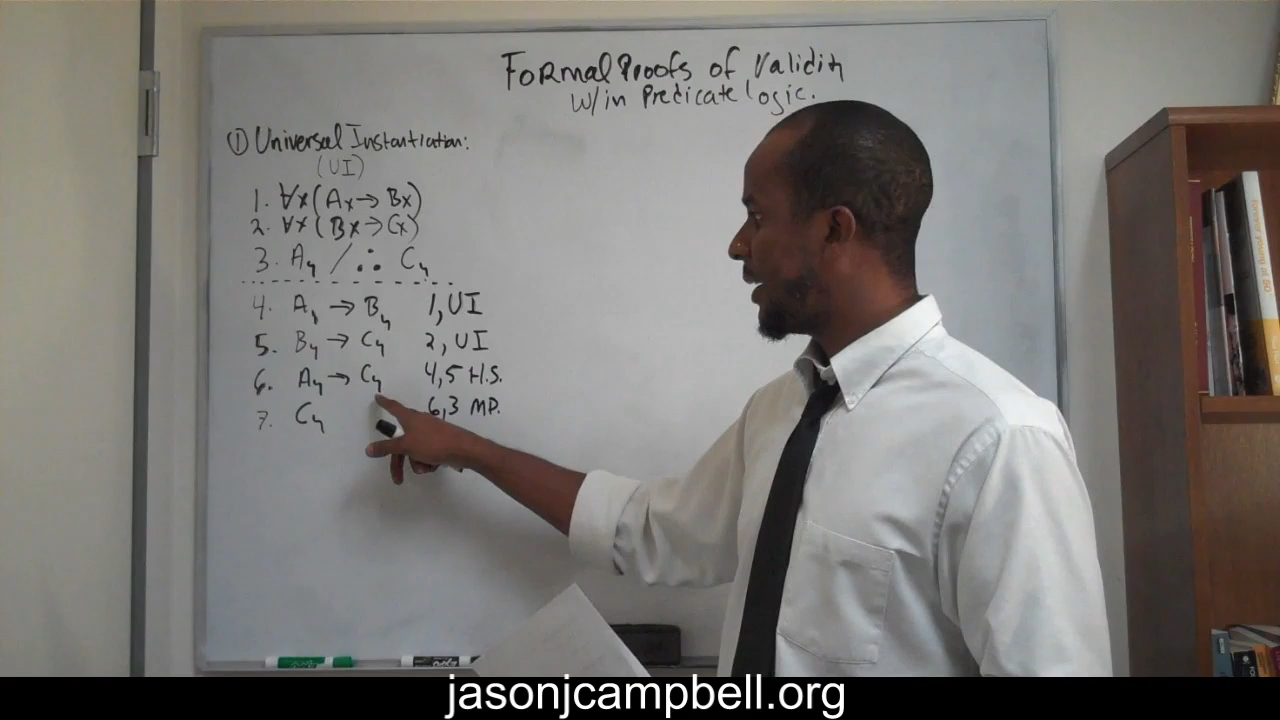 Formal Proofs of Validity
w/in Predicate logic.
① Universal Instantiation:
(UI)
1. ∀x(Ax→Bx)
2. ∀x(Bx→Cx)
3. Ay /∴ Cy
4. Ay → By 1, UI
5. By → Cy 2, UI
6. Ay → Cy 4,5 H.S.
7. Cy 6,3 MP.
jasonjcampbell.org